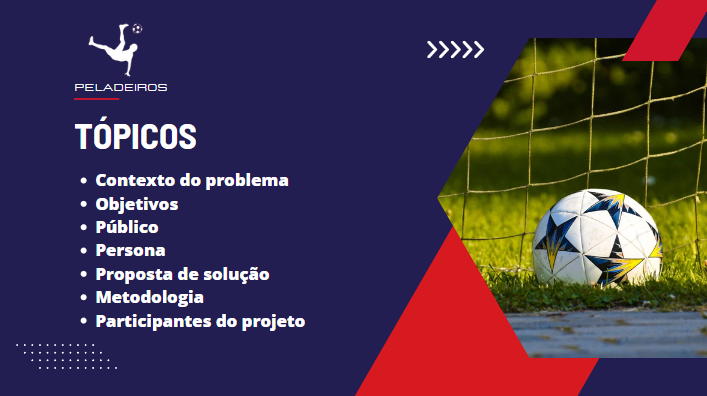 PELADEIROS
TÓPICOS
Contexto do problema
Objetivos
Público
Persona
Proposta de solução
Metodologia
Participantes do projeto